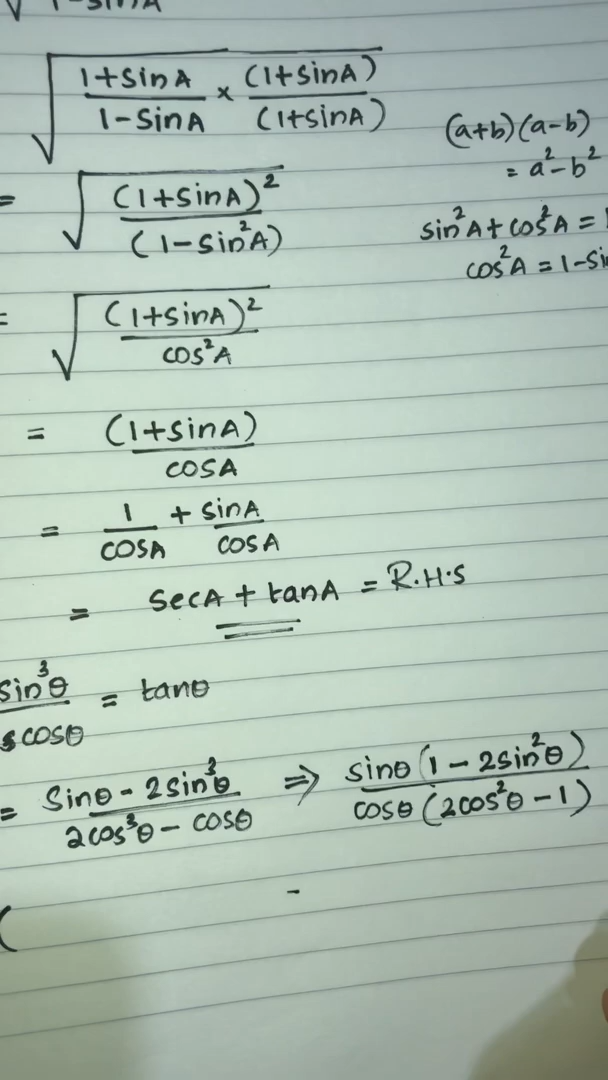 1-sinA
√((1+sinA)/(1-sinA) × (1+sinA)/(1+sinA))
(a+b)(a-b)
= a²-b²
= √((1+sinA)²/(1-sin²A))
sin²A+cos²A =
cos²A = 1-
= √((1+sinA)²/cos²A)
= (1+sinA)/cosA
= 1/cosA + sinA/cosA
= secA + tanA = R.H.S
sin³θ/cosθ = tanθ
= (sinθ - 2sin³θ)/(2cos³θ - cosθ) ⇒ sinθ(1-2sin²θ)/cosθ(2cos²θ-1)
(